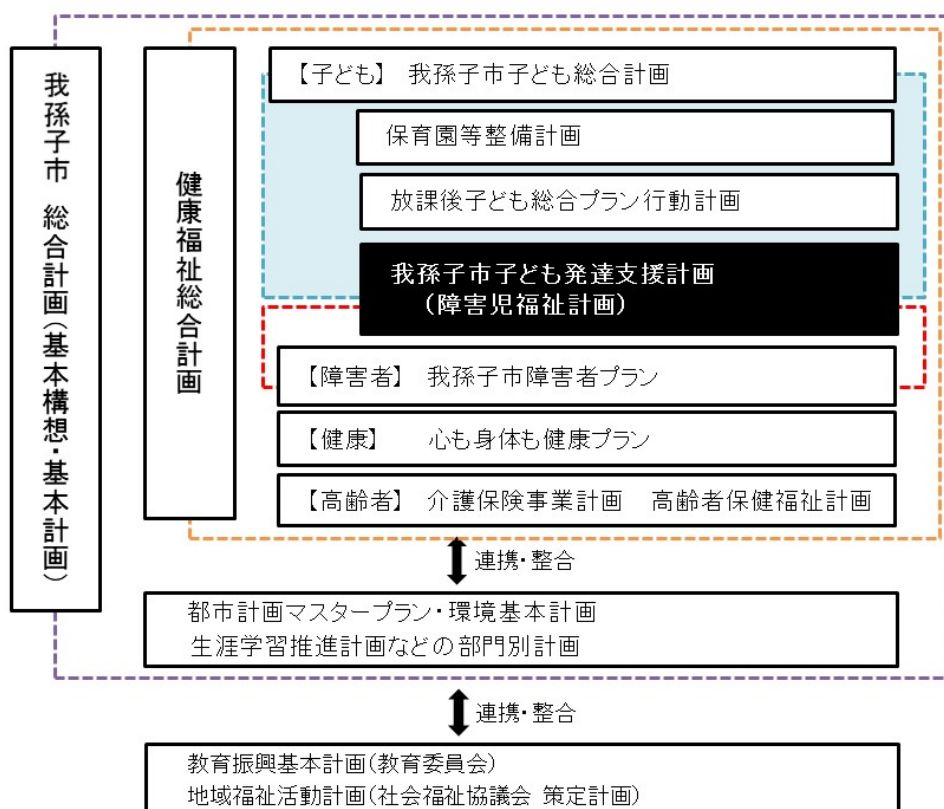 我孫子市 総合計画(基本構想・基本計画)
健康福祉総合計画
【子ども】 我孫子市子ども総合計画
保育園等整備計画
放課後子ども総合プラン行動計画
我孫子市子ども発達支援計画
(障害児福祉計画)
【障害者】 我孫子市障害者プラン
【健康】 心も身体も健康プラン
【高齢者】 介護保険事業計画 高齢者保健福祉計画
連携・整合
都市計画マスタープラン・環境基本計画
生涯学習推進計画などの部門別計画
連携・整合
教育振興基本計画(教育委員会)
地域福祉活動計画(社会福祉協議会 策定計画)